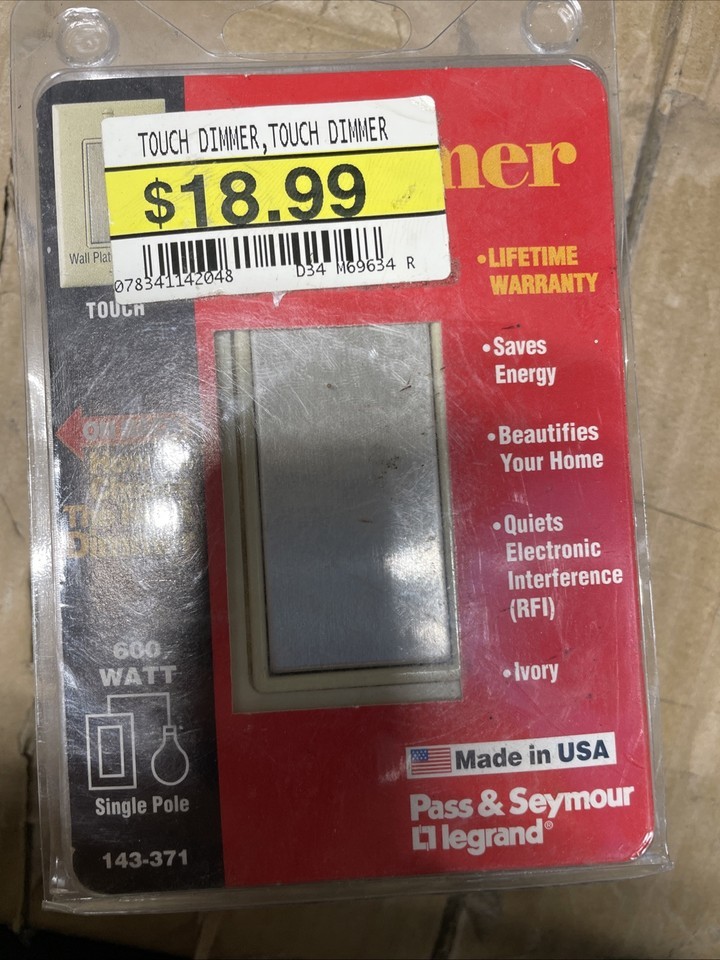 TOUCH DIMMER,TOUCH DIMMER
$18.99
078341142048 D34 M69634 R
mer
Wall Plat
TOUCH
•LIFETIME
WARRANTY
•Saves
Energy
•Beautifies
Your Home
•Quiets
Electronic
Interference
(RFI)
•Ivory
600
WATT
Single Pole
143-371
Made in USA
Pass & Seymour
legrand®